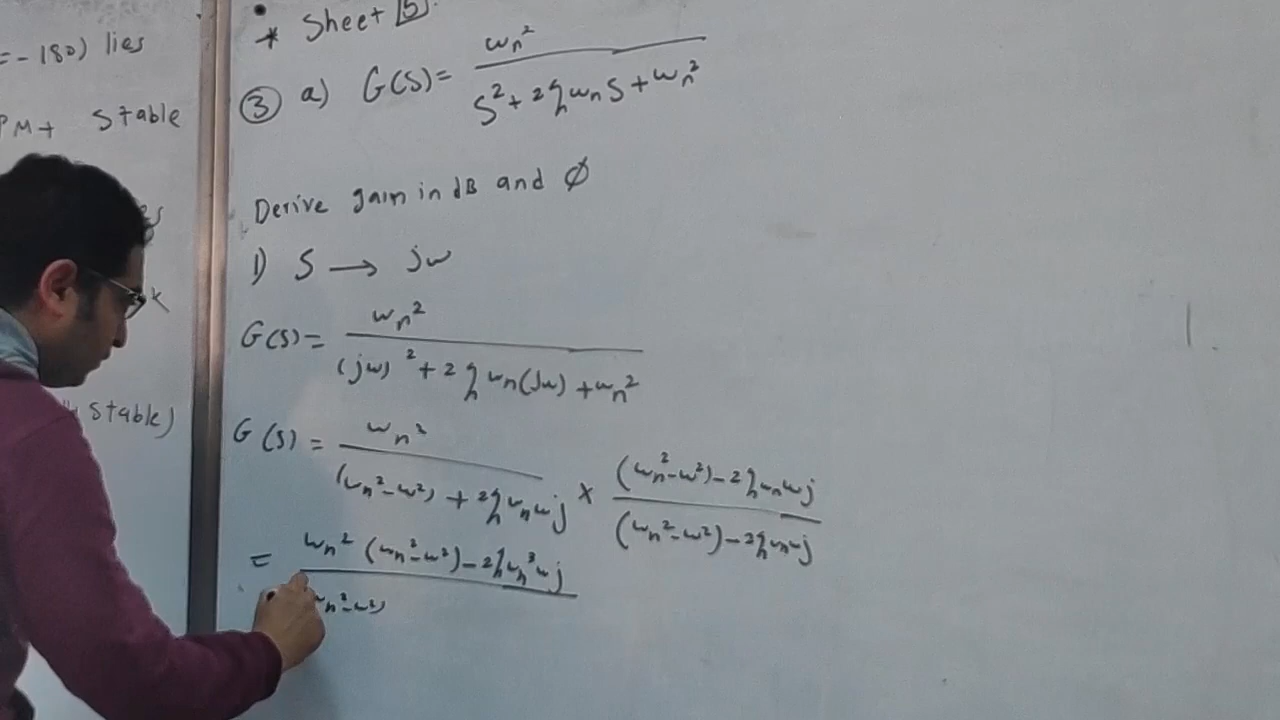 =-180) lies
PM+ stable
stable)
* Sheet 5.
③ a) G(S)= ωn² / S²+2ζωnS+ωn²
Derive gain in dB and Ø
1) S → jω
G(S)= ωn² / (jω)²+2ζωn(jω)+ωn²
G(S)= ωn² / (ωn²-ω²)+2ζωnωj × (ωn²-ω²)-2ζωnωj / (ωn²-ω²)-2ζωnωj
= ωn²(ωn²-ω²)-2ζωn³ωj / ωn²-ω²)